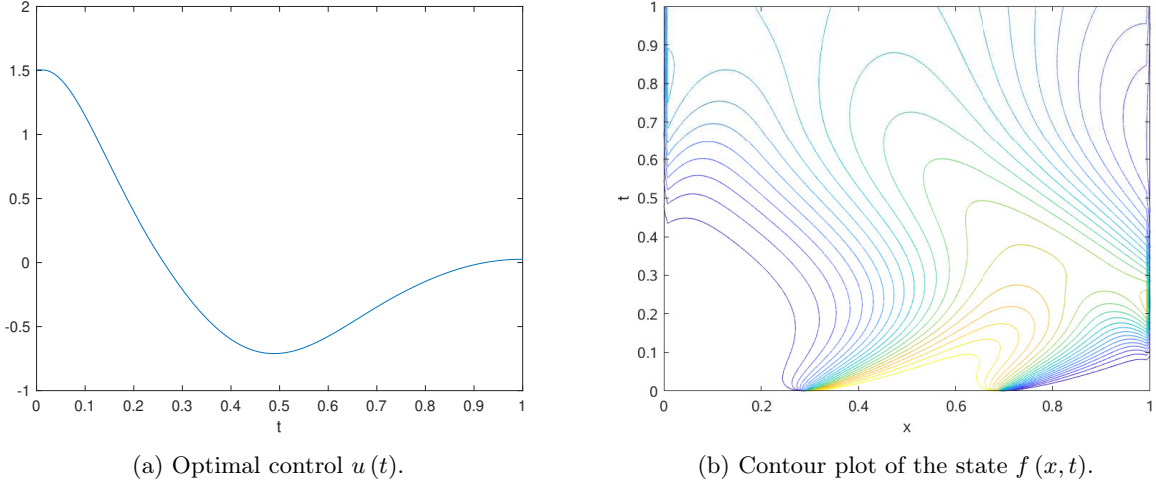 2
1.5
1
0.5
0
-0.5
-1
0 0.1 0.2 0.3 0.4 0.5 0.6 0.7 0.8 0.9 1
t
(a) Optimal control u (t).
1
0.9
0.8
0.7
0.6
0.5
0.4
0.3
0.2
0.1
0
t
0 0.2 0.4 0.6 0.8 1
x
(b) Contour plot of the state f (x, t).